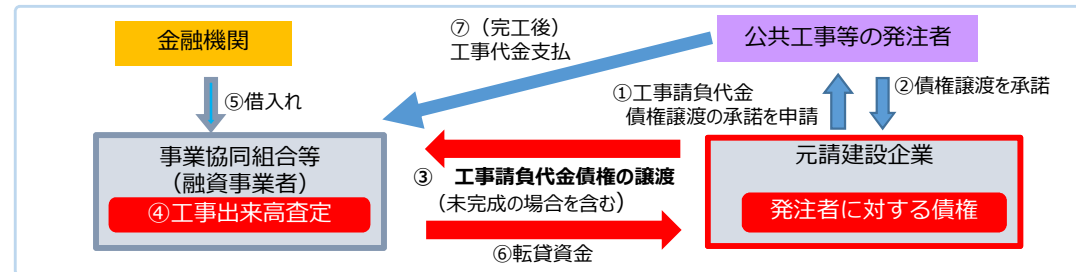 金融機関
⑦（完工後）
工事代金支払
公共工事等の発注者
⑤借入れ
①工事請負代金
債権譲渡の承諾を申請
②債権譲渡を承諾
事業協同組合等
（融資事業者）
④工事出来高査定
③　工事請負代金債権の譲渡
（未完成の場合を含む）
⑥転貸資金
元請建設企業
発注者に対する債権